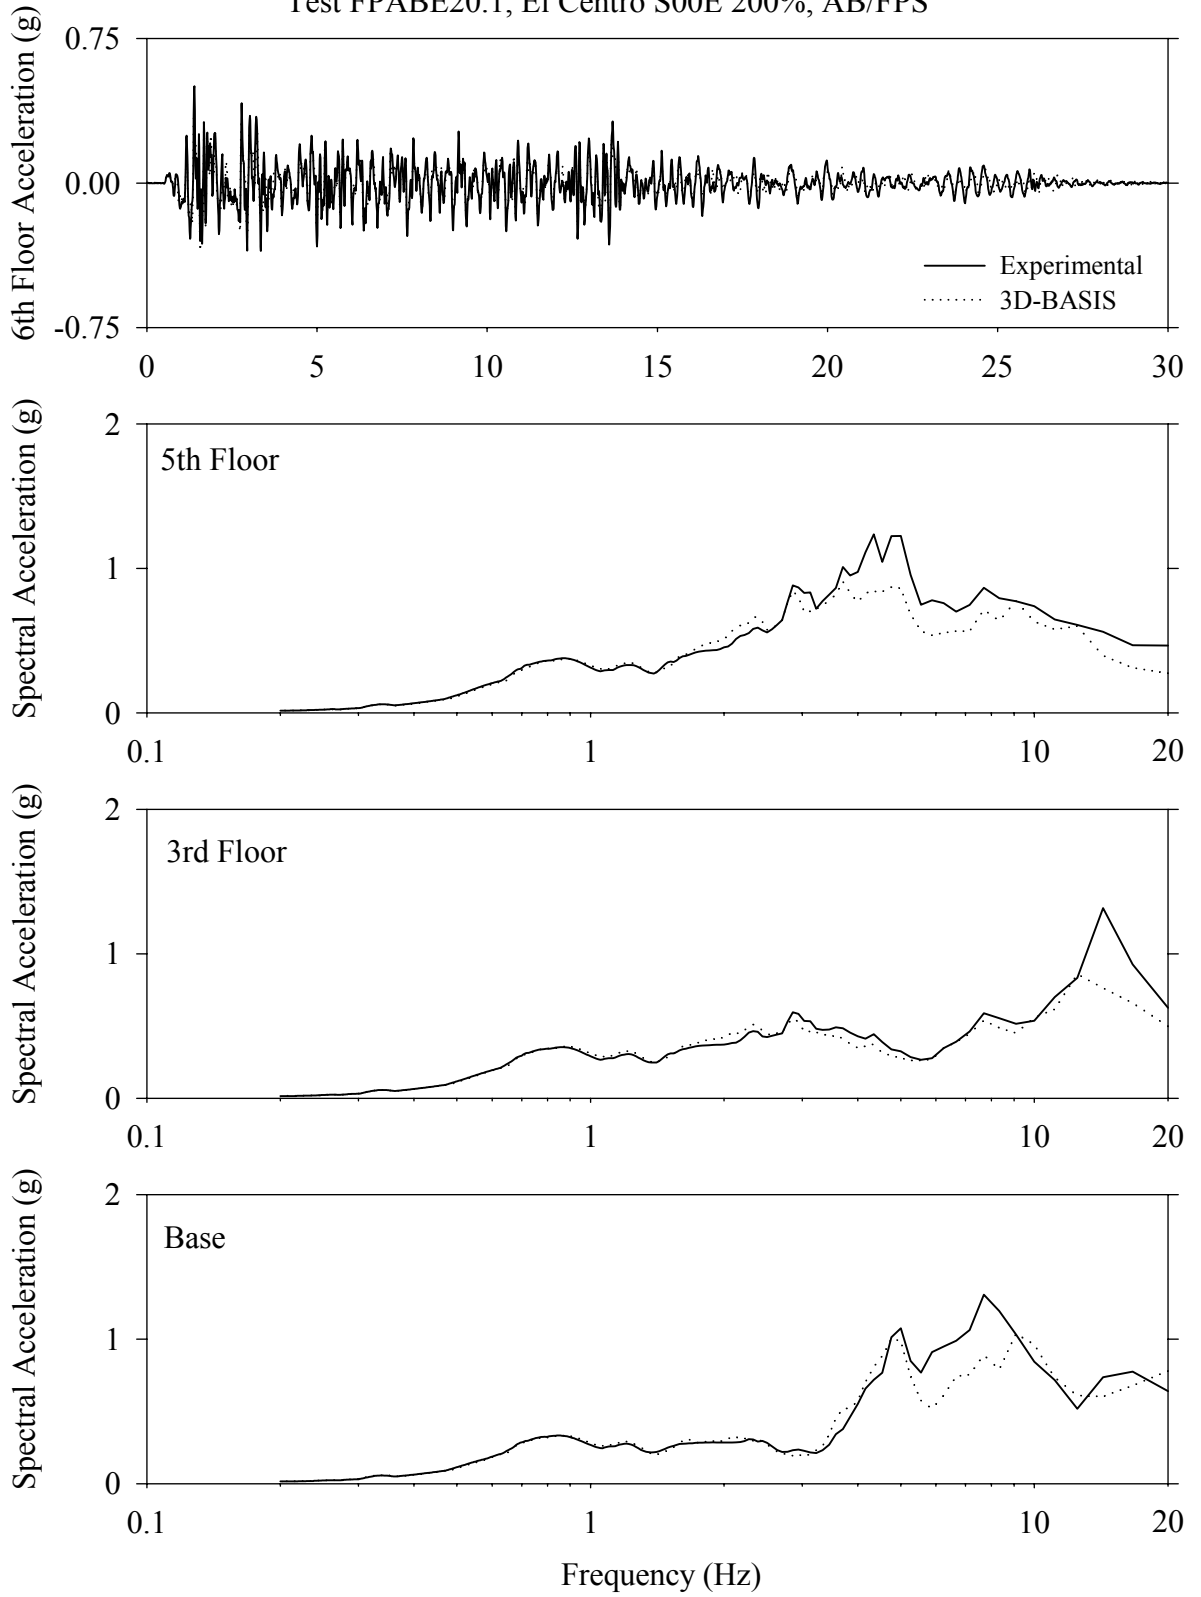 Test FPABE20.1, El Centro S00E 200%, AB/FPS
6th Floor Acceleration (g)
0.75
0.00
-0.75
Experimental
3D-BASIS
0 5 10 15 20 25 30
Spectral Acceleration (g)
2
5th Floor
1
0
0.1 1 10 20
Spectral Acceleration (g)
2
3rd Floor
1
0
0.1 1 10 20
Spectral Acceleration (g)
2
Base
1
0
0.1 1 10 20
Frequency (Hz)